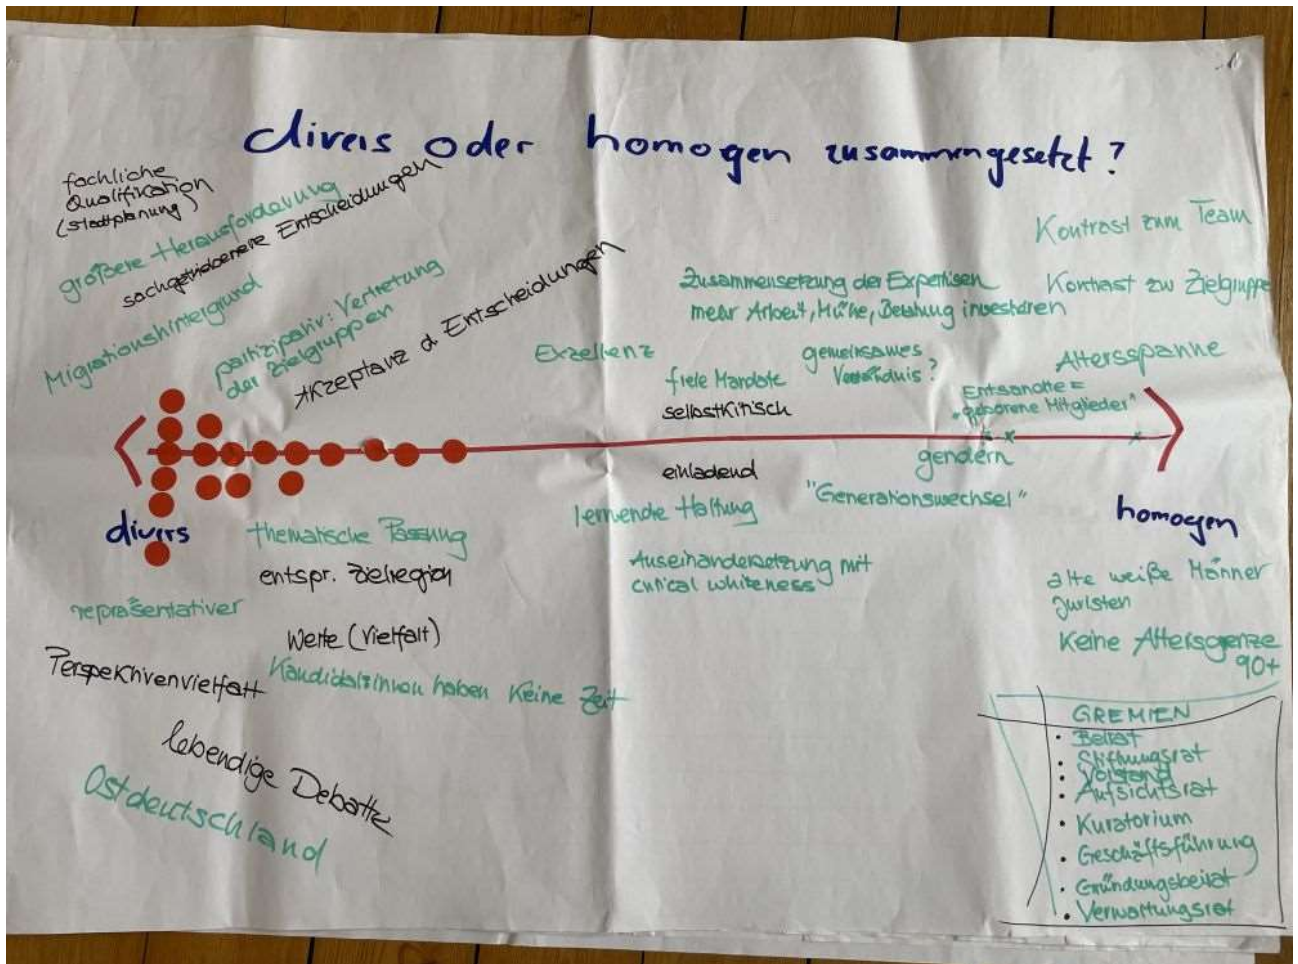 divers oder homogen zusammengesetzt?
fachliche
Qualifikation
(Stadtplanung)
größere Herausforderung
sachgetriebenere Entscheidungen
Migrationshintergrund
partizipativ: Vertretung
der Zielgruppen
Akzeptanz d Entscheidungen
Exzellenz
Zusammensetzung der Expertisen
mehr Arbeit, Mühe, Beratung investieren
freie Mandate
selbstkritisch
gemeinsames
Verständnis?
Kontrast zum Team
Kontrast zur Zielgruppe
Altersspanne
Entsandte =
"geborene Mitglieder"
gendern
"Generationswechsel"
einladend
lernende Haltung
Auseinandersetzung mit
critical whiteness
divers
homogen
thematische Passung
entspr. Zielregion
repräsentativer
Werte (Vielfalt)
Perspektivenvielfalt
Kandidat*innen haben keine Zeit
lebendige Debatte
Ostdeutschland
alte weiße Männer
Juristen
Keine Altersgrenze
90+
GREMIEN
• Beirat
• Stiftungsrat
• Vorstand
• Aufsichtsrat
• Kuratorium
• Geschäftsführung
• Gründungsbeirat
• Verwaltungsrat